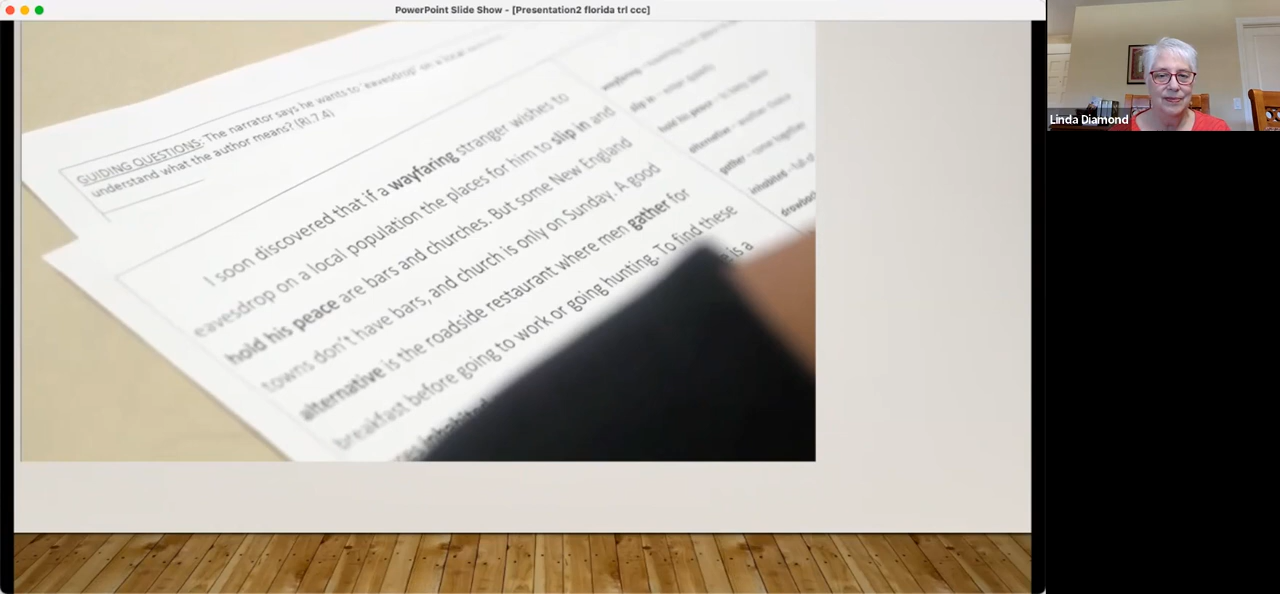 PowerPoint Slide Show - [Presentation2 florida trl ccc]
Linda Diamond
GUIDING QUESTIONS: The narrator says he wants to 'eavesdrop' on a local
understand what the author means? (RI.7.4)
I soon discovered that if a wayfaring stranger wishes to
eavesdrop on a local population the places for him to slip in and
hold his peace are bars and churches. But some New England
towns don't have bars, and church is only on Sunday. A good
alternative is the roadside restaurant where men gather for
breakfast before going to work or going hunting. To find these
inhabited
is a
wayfaring
slip in
hold his peace
alternative
gather
inhabited